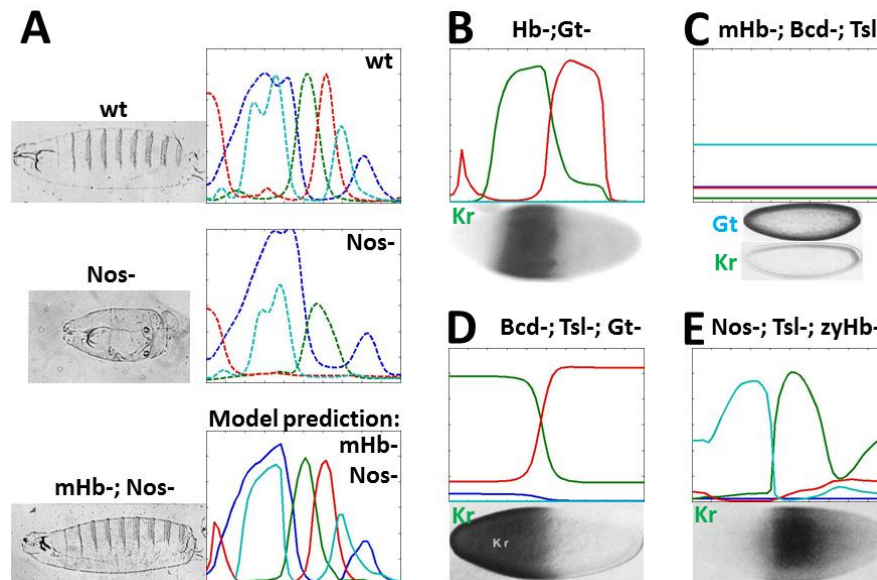 A
wt
wt
Nos-
Nos-
Model prediction:
mHb-
Nos-
mHb-; Nos-
B
Hb-;Gt-
Kr
C
mHb-; Bcd-; Tsl
Gt
Kr
D
Bcd-; Tsl-; Gt-
Kr
Kr
E
Nos-; Tsl-; zyHb-
Kr